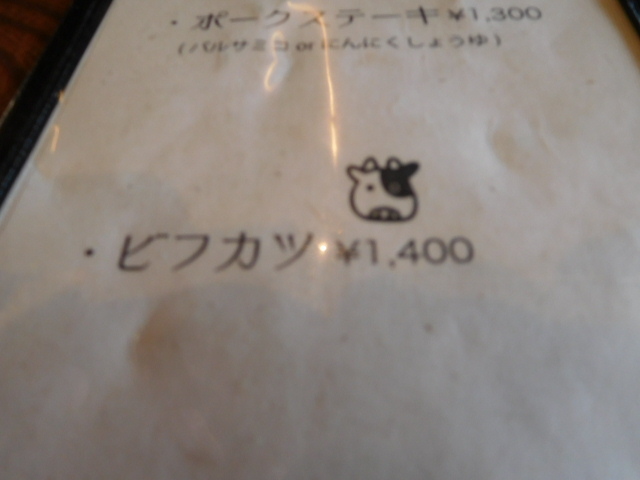 ・ポークステーキ ¥1,300
(バルサミコ or にんにくしょうゆ)
・ビフカツ ¥1,400